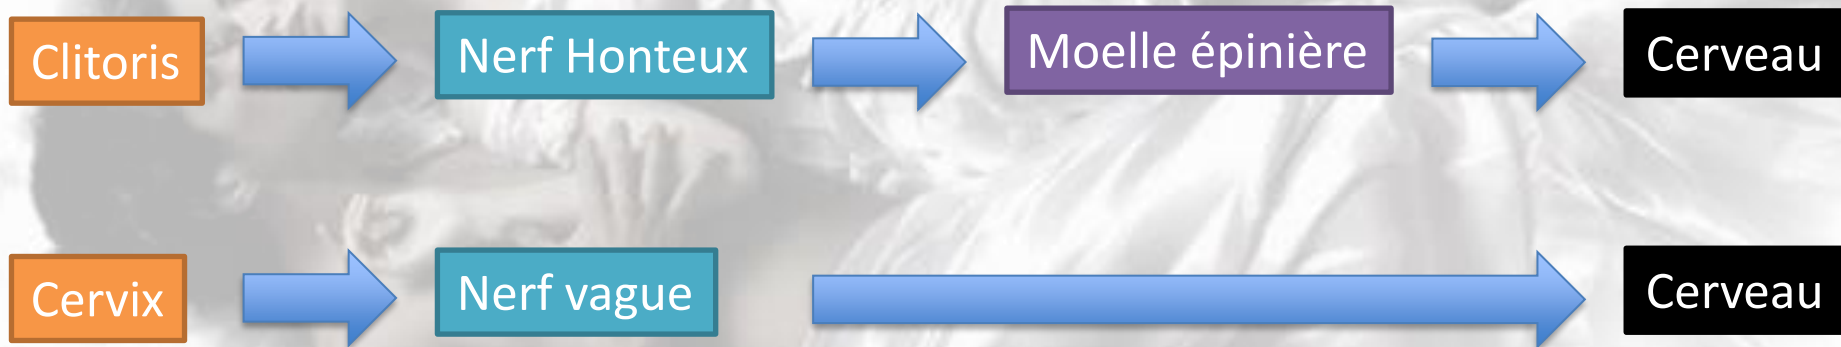 Clitoris
Nerf Honteux
Moelle épinière
Cerveau
Cervix
Nerf vague
Cerveau